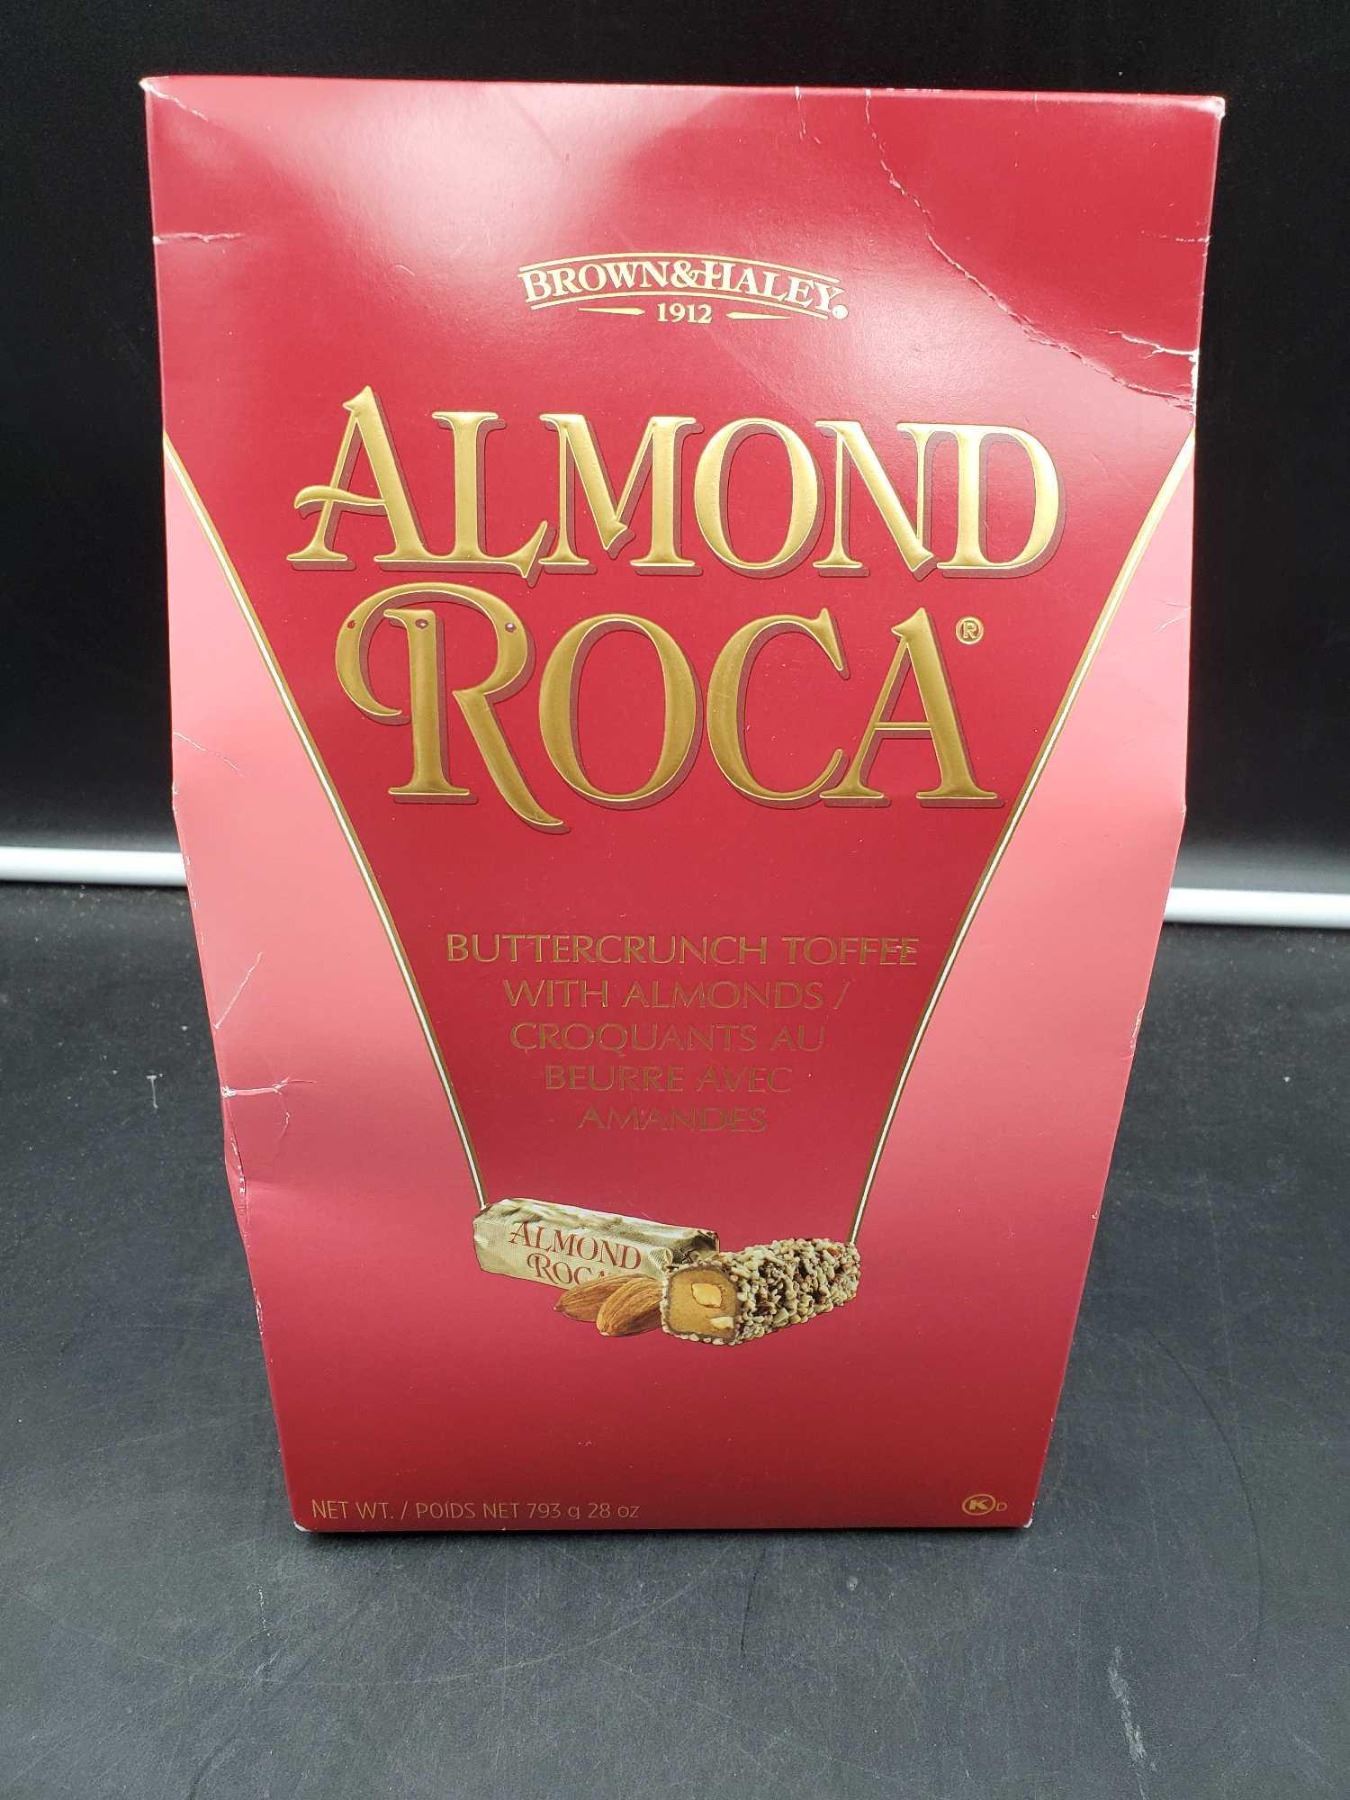 BROWN&HALEY®
1912
ALMOND
ROCA®
BUTTERCRUNCH TOFFEE
WITH ALMONDS /
CROQUANTS AU
BEURRE AVEC
AMANDES
ALMOND
ROCA
NET WT. / POIDS NET 793 g 28 oz
K D